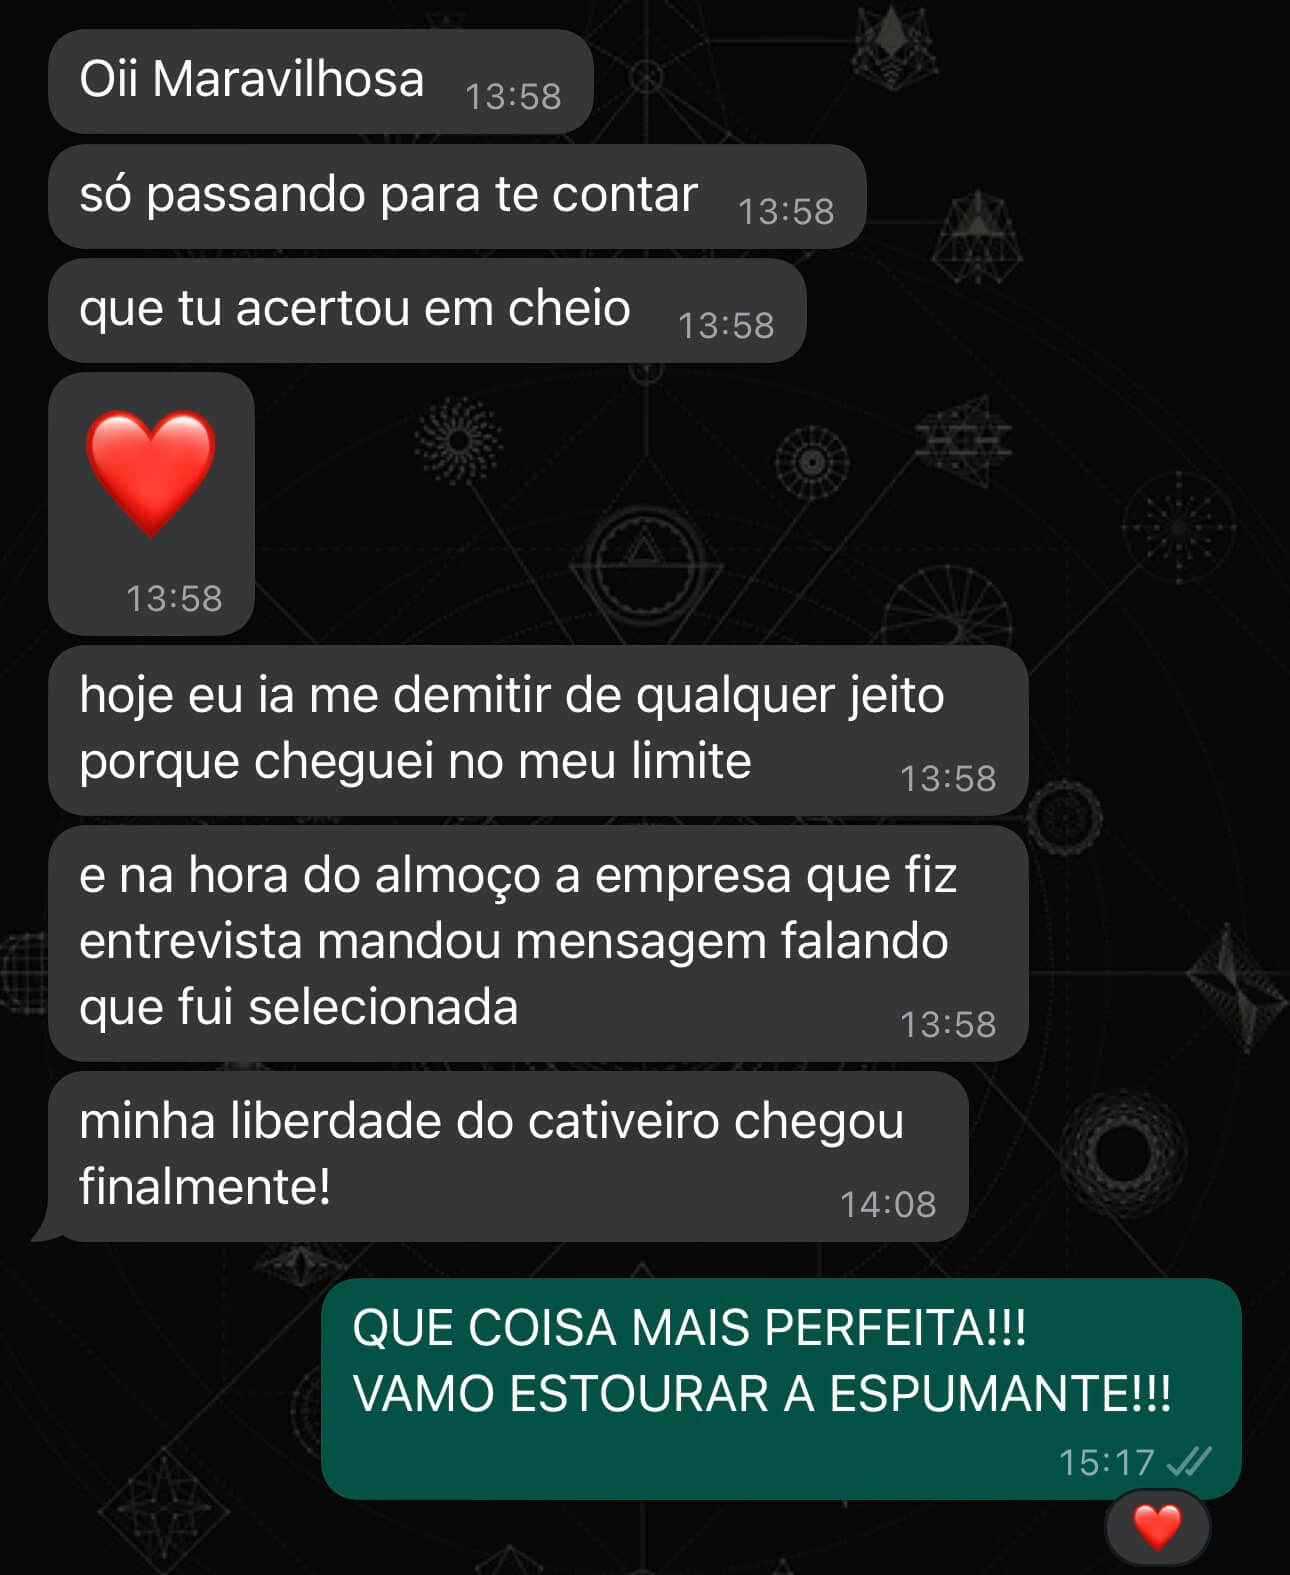 Oii Maravilhosa 13:58
só passando para te contar 13:58
que tu acertou em cheio 13:58
❤️
13:58
hoje eu ia me demitir de qualquer jeito
porque cheguei no meu limite 13:58
e na hora do almoço a empresa que fiz
entrevista mandou mensagem falando
que fui selecionada 13:58
minha liberdade do cativeiro chegou
finalmente! 14:08
QUE COISA MAIS PERFEITA!!!
VAMO ESTOURAR A ESPUMANTE!!!
15:17
❤️